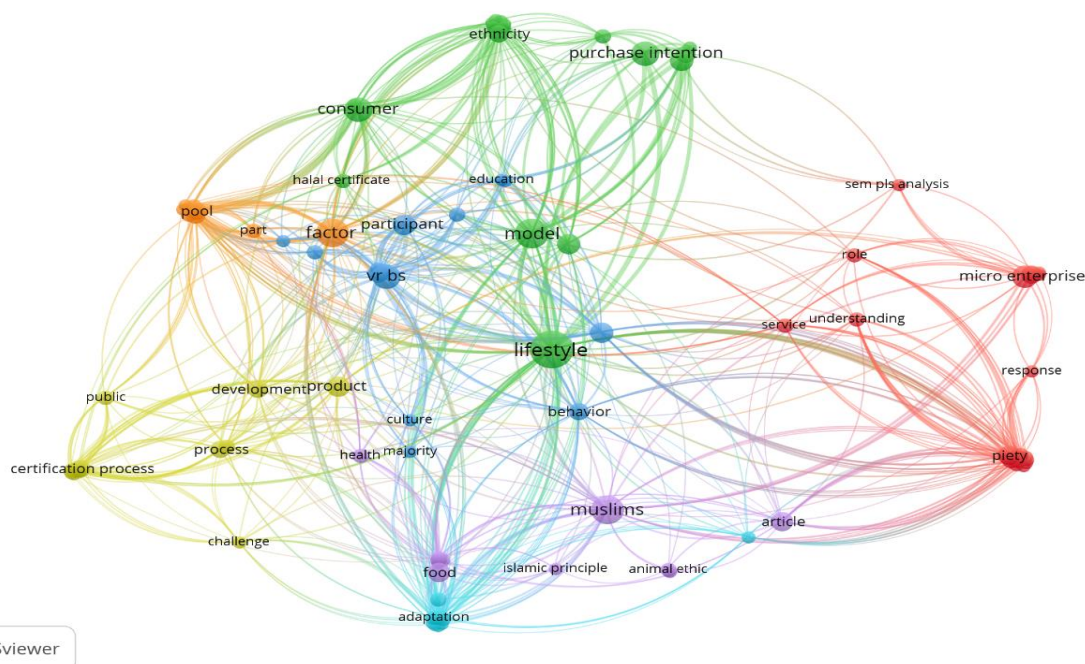 ethnicity
purchase intention
consumer
halal certificate
education
sem pls analysis
pool
part
factor
participant
model
role
vr bs
micro enterprise
service
understanding
lifestyle
response
public
development
product
culture
behavior
process
health
majority
certification process
piety
muslims
article
challenge
food
islamic principle
animal ethic
adaptation
viewer